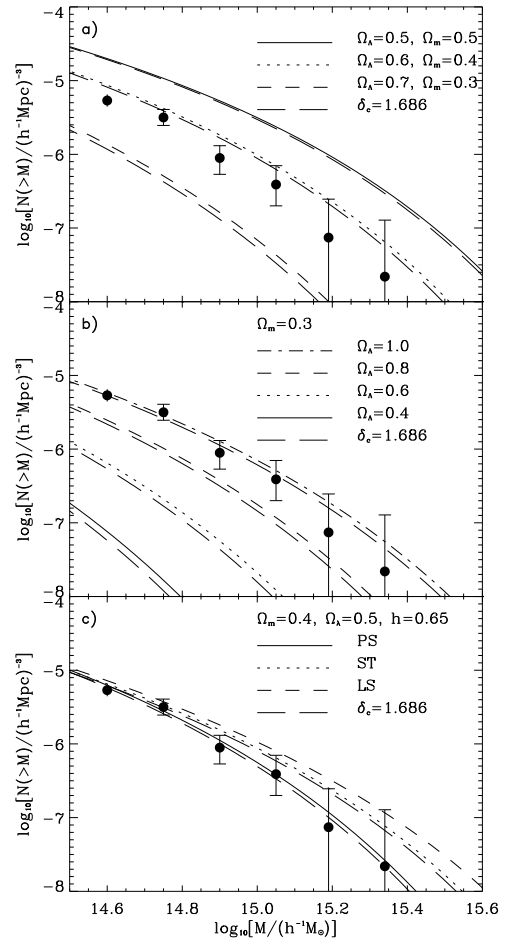 −4
a)
Ω_Λ=0.5, Ω_m=0.5
Ω_Λ=0.6, Ω_m=0.4
Ω_Λ=0.7, Ω_m=0.3
δ_c=1.686
−5
−6
−7
−8
log₁₀[N(>M)/(h⁻¹Mpc)⁻³]
−4
b)
Ω_m=0.3
Ω_Λ=1.0
Ω_Λ=0.8
Ω_Λ=0.6
Ω_Λ=0.4
δ_c=1.686
−5
−6
−7
−8
log₁₀[N(>M)/(h⁻¹Mpc)⁻³]
−4
c)
Ω_m=0.4, Ω_Λ=0.5, h=0.65
PS
ST
LS
δ_c=1.686
−5
−6
−7
−8
log₁₀[N(>M)/(h⁻¹Mpc)⁻³]
14.6 14.8 15.0 15.2 15.4 15.6
log₁₀[M/(h⁻¹M☉)]